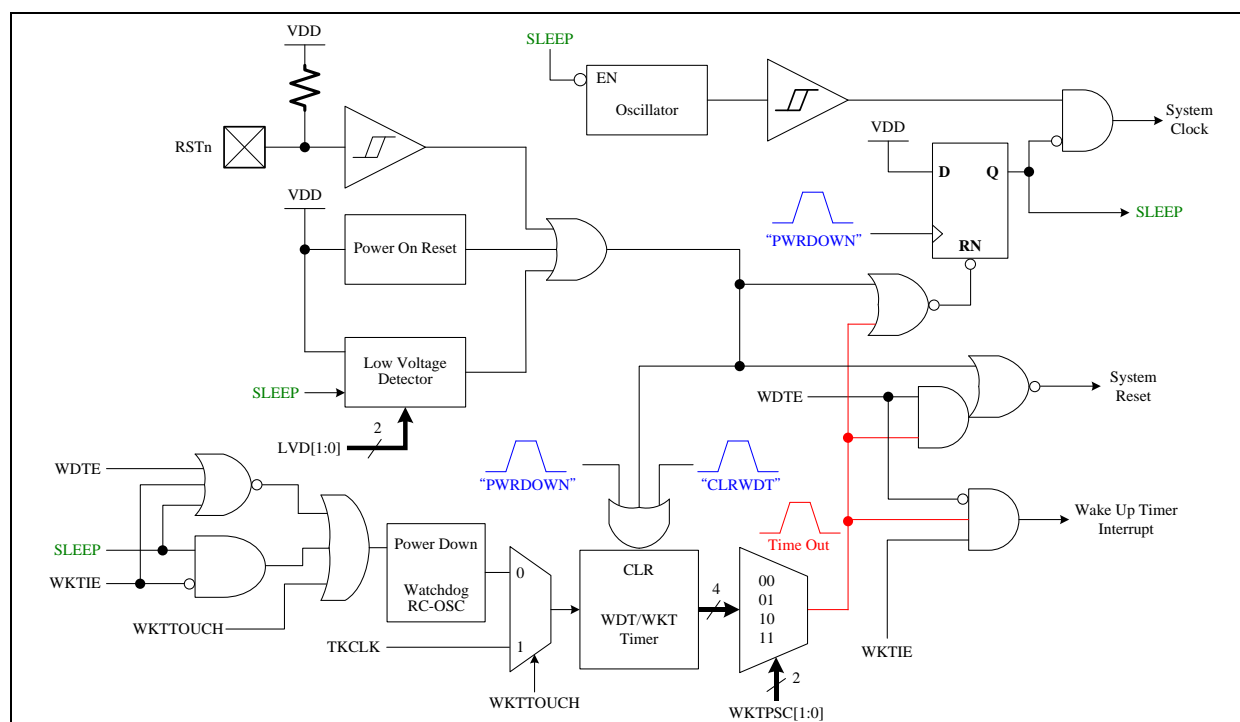 VDD
SLEEP
EN
Oscillator
System
Clock
RSTn
VDD
D
Q
SLEEP
VDD
"PWRDOWN"
RN
Power On Reset
Low Voltage
Detector
SLEEP
System
Reset
WDTE
2
LVD[1:0]
WDTE
"PWRDOWN"
"CLRWDT"
Time Out
Wake Up Timer
Interrupt
SLEEP
WKTIE
Power Down
Watchdog
RC-OSC
0
1
CLR
WDT/WKT
Timer
4
00
01
10
11
WKTTOUCH
TKCLK
WKTIE
WKTTOUCH
2
WKTPSC[1:0]